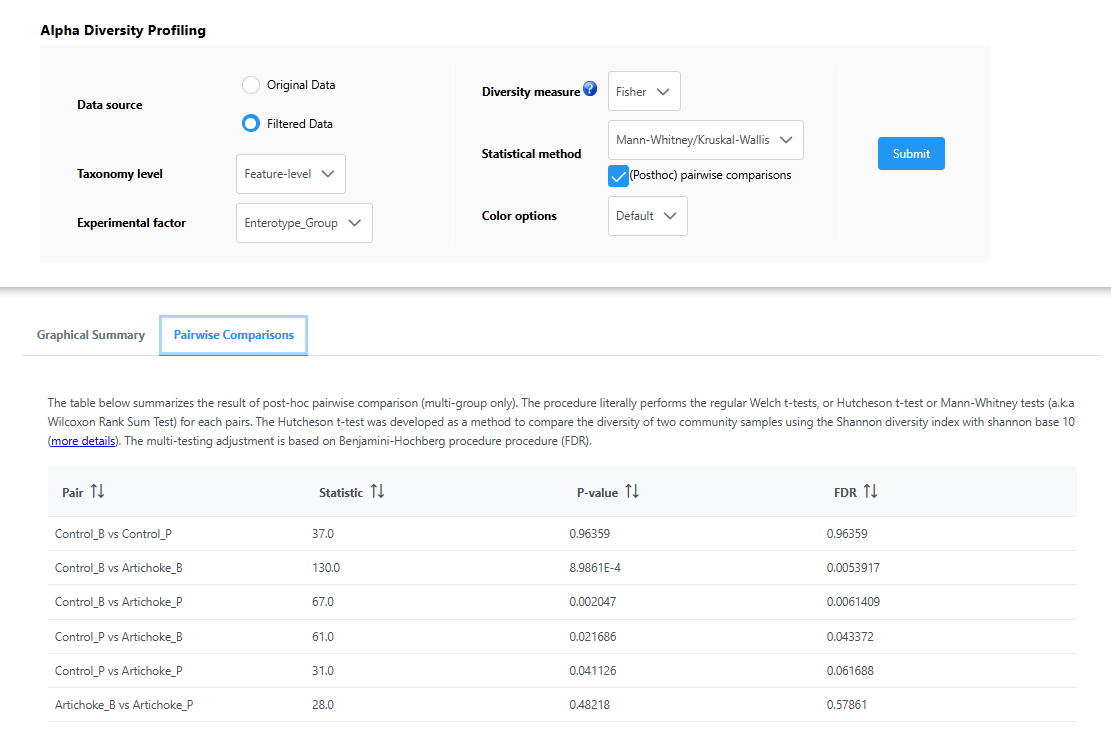 Alpha Diversity Profiling
Data source
Original Data
Filtered Data
Taxonomy level
Feature-level
Experimental factor
Enterotype_Group
Diversity measure ?
Fisher
Statistical method
Mann-Whitney/Kruskal-Wallis
(Posthoc) pairwise comparisons
Color options
Default
Submit
Graphical Summary
Pairwise Comparisons
The table below summarizes the result of post-hoc pairwise comparison (multi-group only). The procedure literally performs the regular Welch t-tests, or Hutcheson t-test or Mann-Whitney tests (a.k.a
Wilcoxon Rank Sum Test) for each pairs. The Hutcheson t-test was developed as a method to compare the diversity of two community samples using the Shannon diversity index with shannon base 10
(more details). The multi-testing adjustment is based on Benjamini-Hochberg procedure procedure (FDR).
Pair Statistic P-value FDR
Control_B vs Control_P 37.0 0.96359 0.96359
Control_B vs Artichoke_B 130.0 8.9861E-4 0.0053917
Control_B vs Artichoke_P 67.0 0.002047 0.0061409
Control_P vs Artichoke_B 61.0 0.021686 0.043372
Control_P vs Artichoke_P 31.0 0.041126 0.061688
Artichoke_B vs Artichoke_P 28.0 0.48218 0.57861